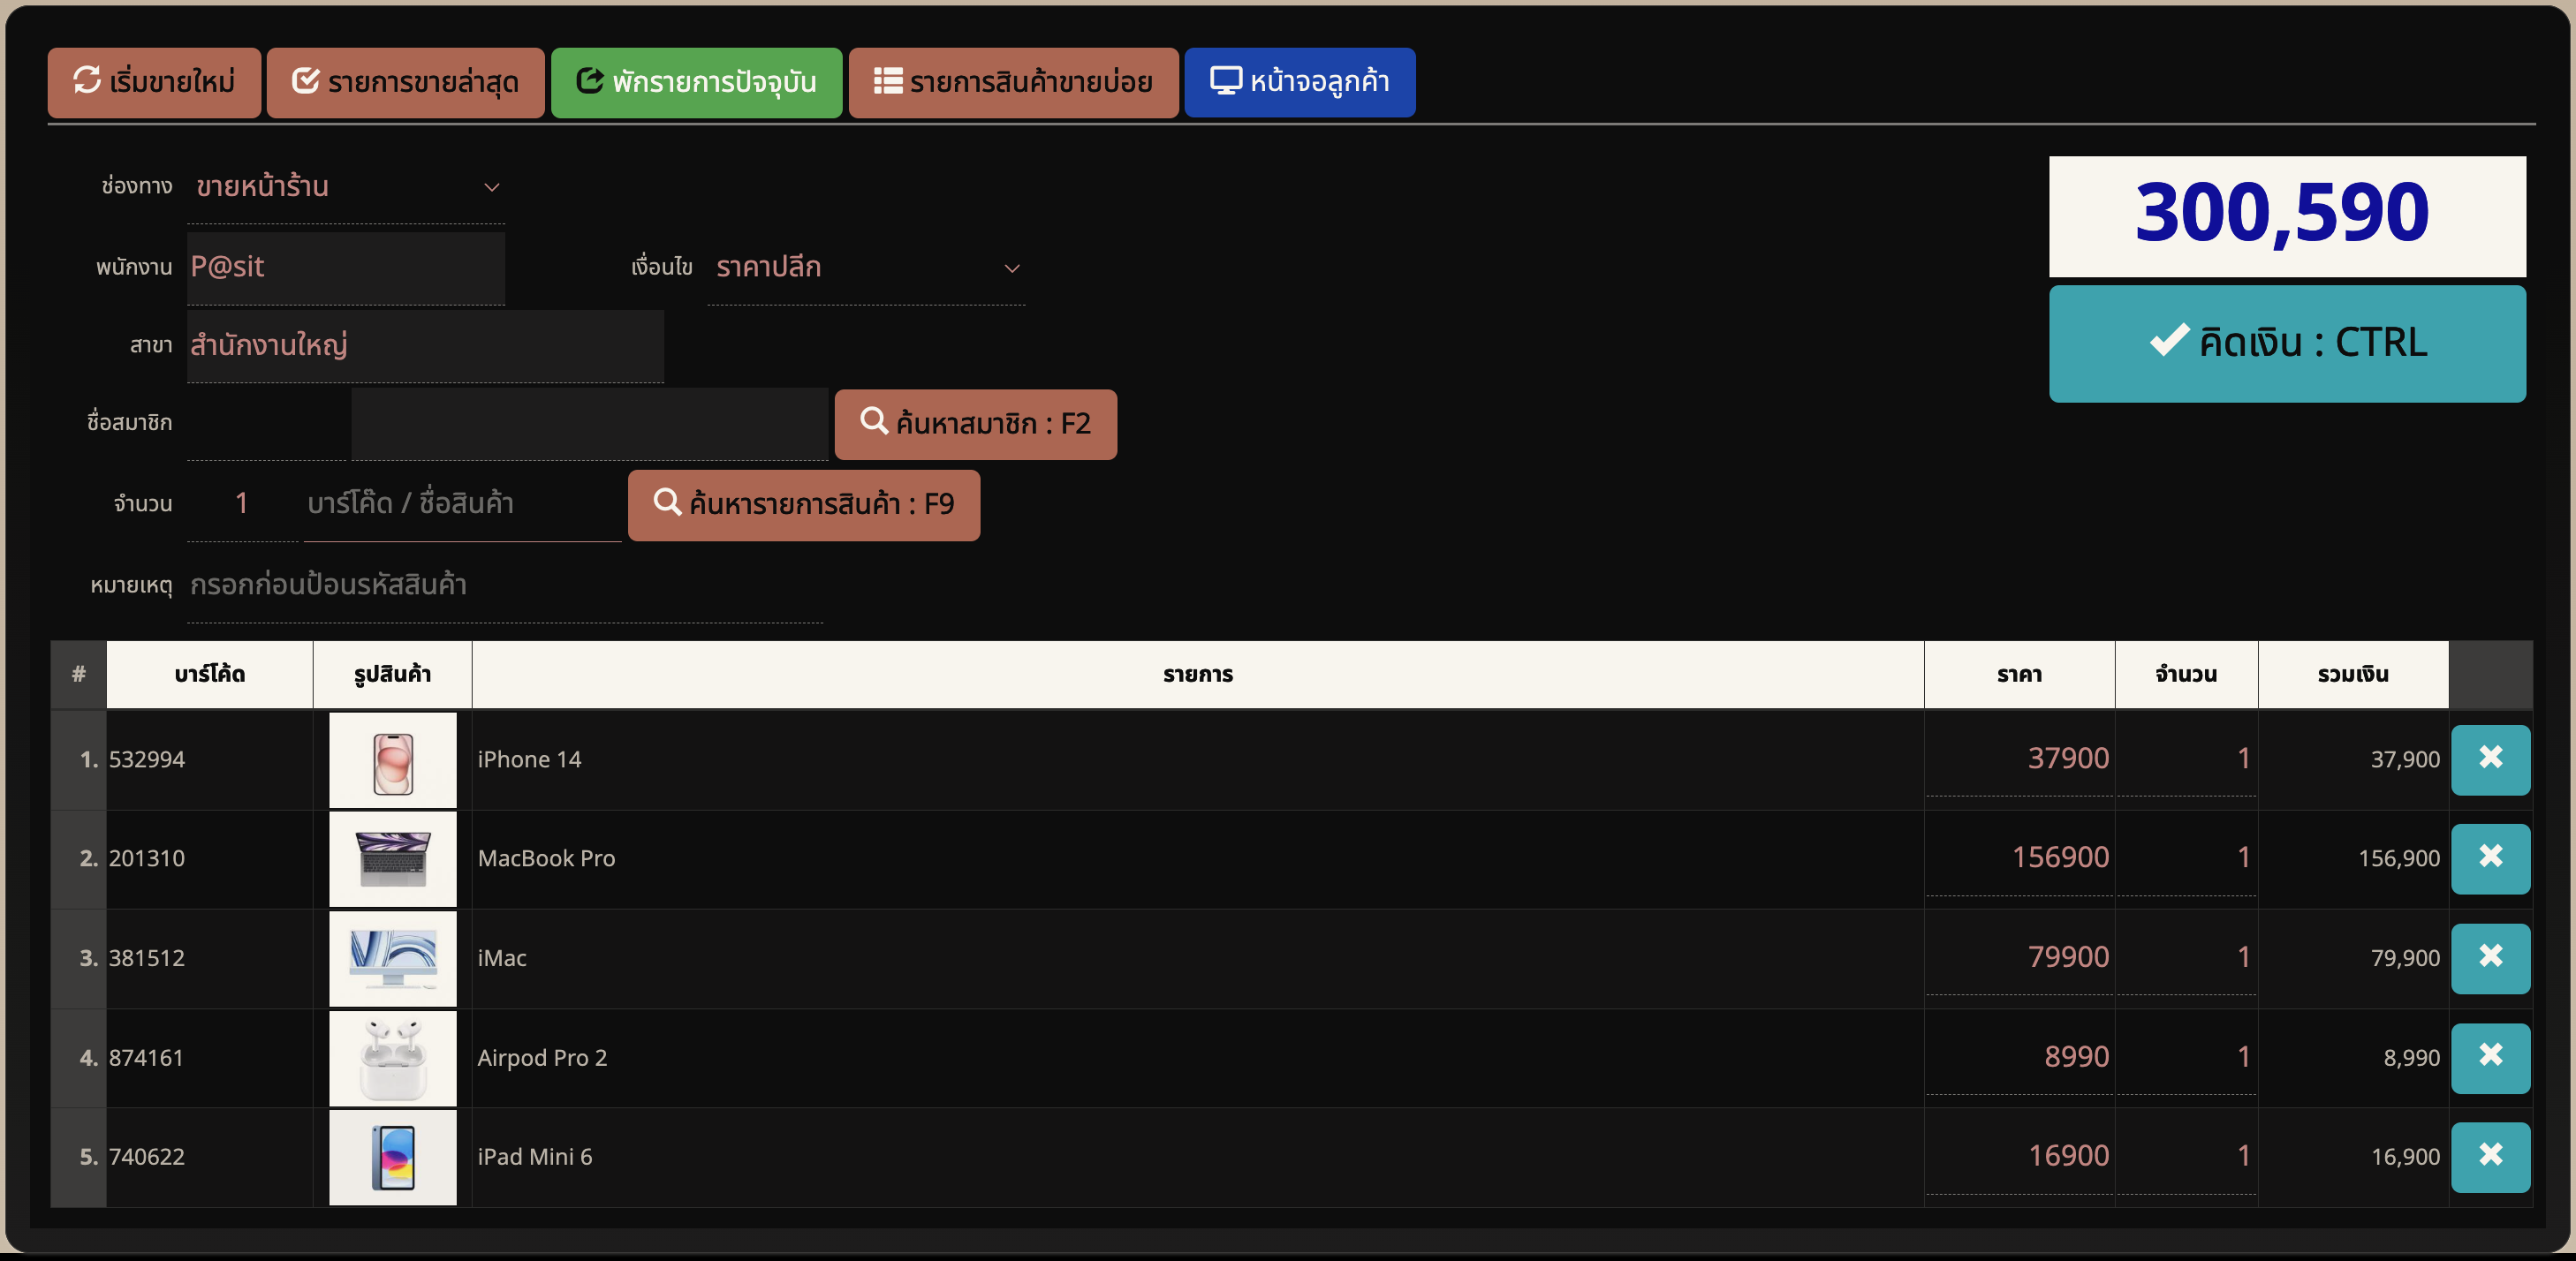 เริ่มขายใหม่ รายการขายล่าสุด พักรายการปัจจุบัน รายการสินค้าขายบ่อย หน้าจอลูกค้า
ช่องทาง ขายหน้าร้าน
300,590
พนักงาน P@sit เงื่อนไข ราคาปลีก
คิดเงิน : CTRL
สาขา สำนักงานใหญ่
ชื่อสมาชิก ค้นหาสมาชิก : F2
จำนวน 1 บาร์โค๊ด / ชื่อสินค้า ค้นหารายการสินค้า : F9
หมายเหตุ กรอกก่อนป้อนรหัสสินค้า
# บาร์โค้ด รูปสินค้า รายการ ราคา จำนวน รวมเงิน
1. 532994 iPhone 14 37900 1 37,900
2. 201310 MacBook Pro 156900 1 156,900
3. 381512 iMac 79900 1 79,900
4. 874161 Airpod Pro 2 8990 1 8,990
5. 740622 iPad Mini 6 16900 1 16,900